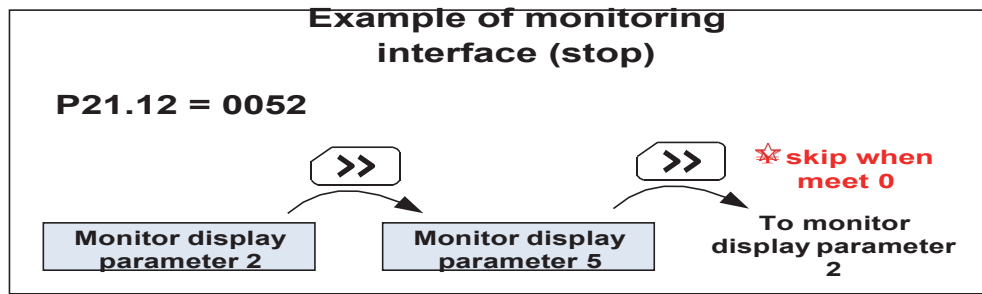 Example of monitoring
interface (stop)
P21.12 = 0052
>>
>>
skip when
meet 0
Monitor display
parameter 2
Monitor display
parameter 5
To monitor
display parameter
2